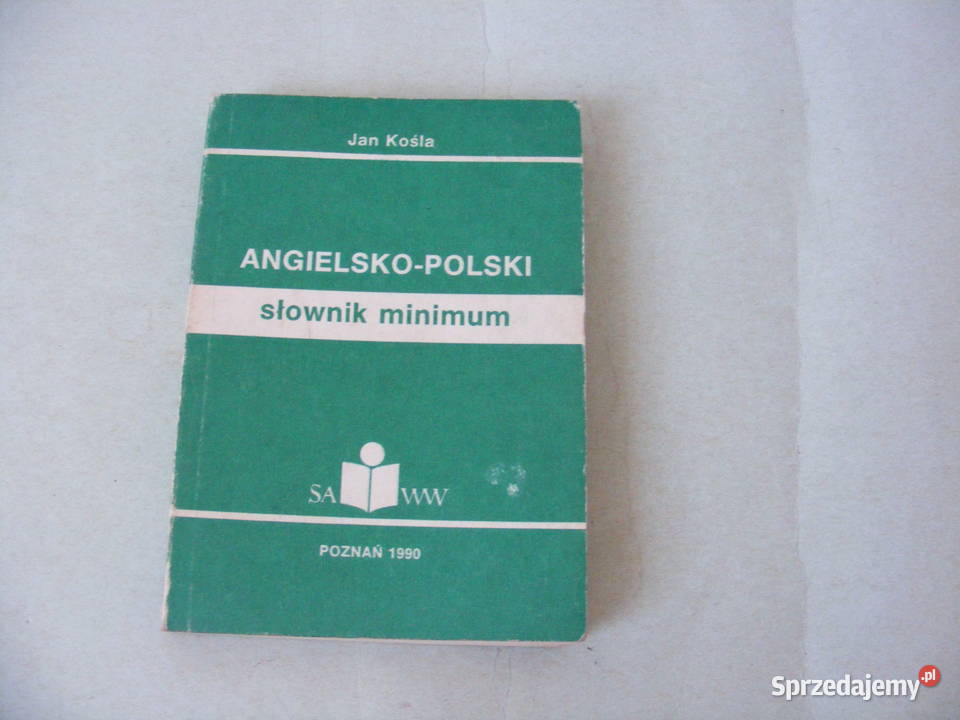 Jan Kośla
ANGIELSKO-POLSKI
słownik minimum
SA WW
POZNAŃ 1990
Sprzedajemy.pl